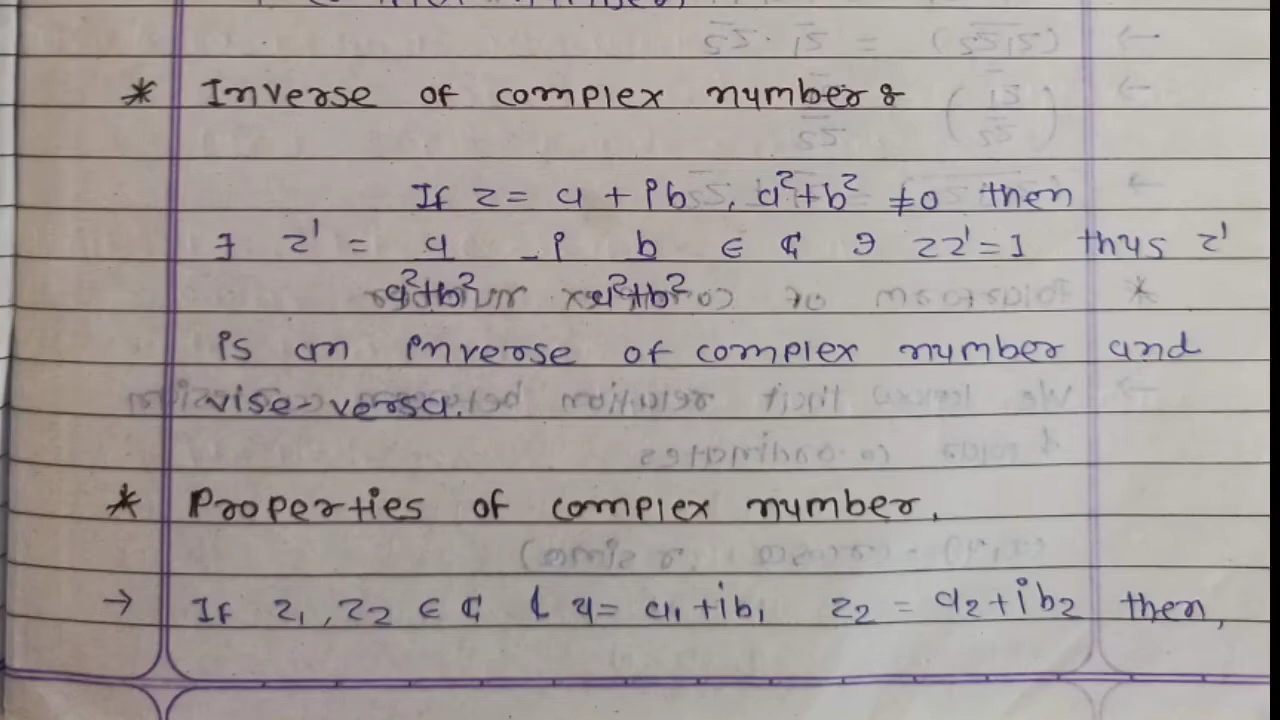 * Inverse of complex number :
If z = a + ib, a²+b² ≠ 0 then
∃ z' = a - i b ∈ ₵ ∋ zz' = 1 thus z'
a²+b² a²+b²
is an inverse of complex number and
vise-versa.
* Properties of complex number.
→ If z₁, z₂ ∈ ₵ & z₁ = a₁ + ib₁ z₂ = a₂ + ib₂ then,